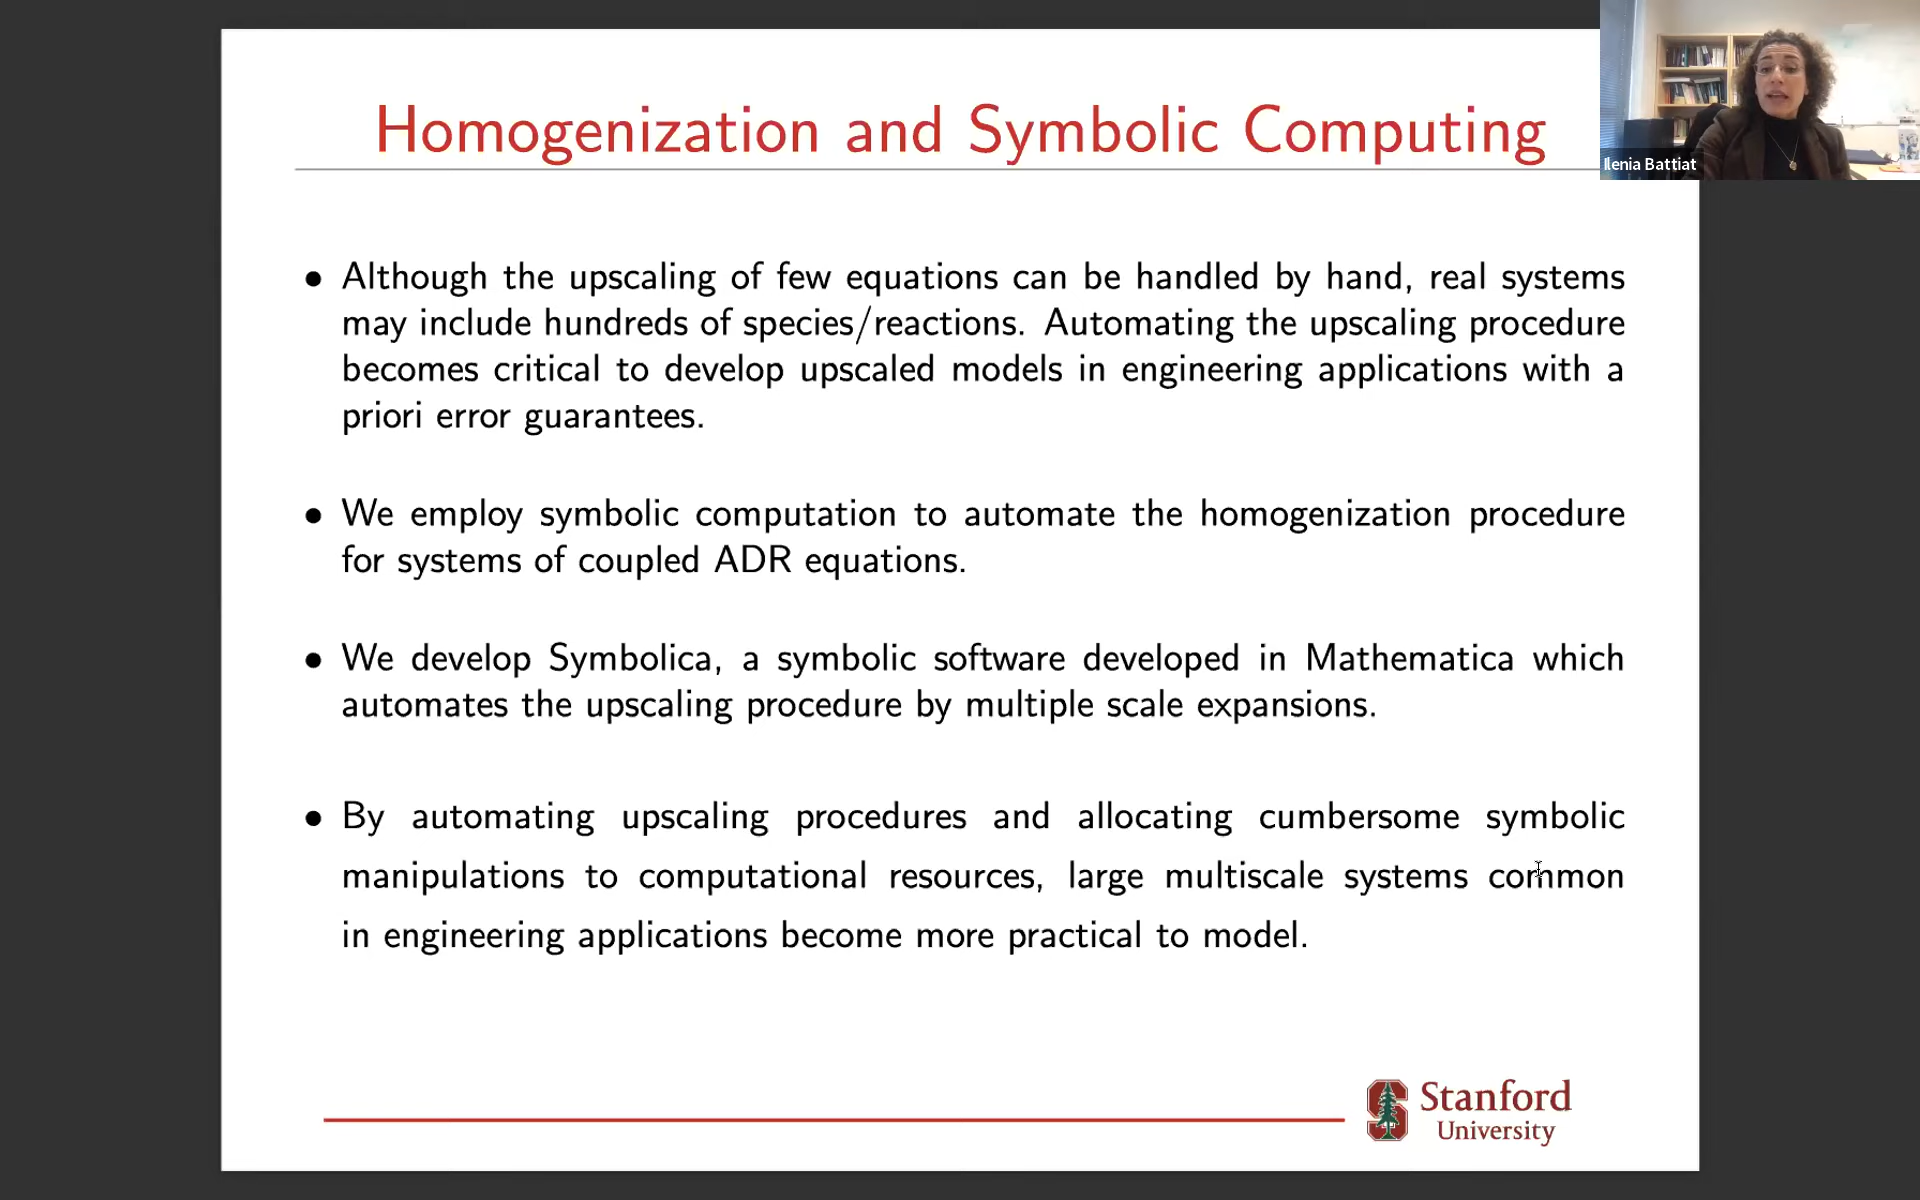 Homogenization and Symbolic Computing
Ilenia Battiat
• Although the upscaling of few equations can be handled by hand, real systems
may include hundreds of species/reactions. Automating the upscaling procedure
becomes critical to develop upscaled models in engineering applications with a
priori error guarantees.
• We employ symbolic computation to automate the homogenization procedure
for systems of coupled ADR equations.
• We develop Symbolica, a symbolic software developed in Mathematica which
automates the upscaling procedure by multiple scale expansions.
• By automating upscaling procedures and allocating cumbersome symbolic
manipulations to computational resources, large multiscale systems common
in engineering applications become more practical to model.
Stanford
University